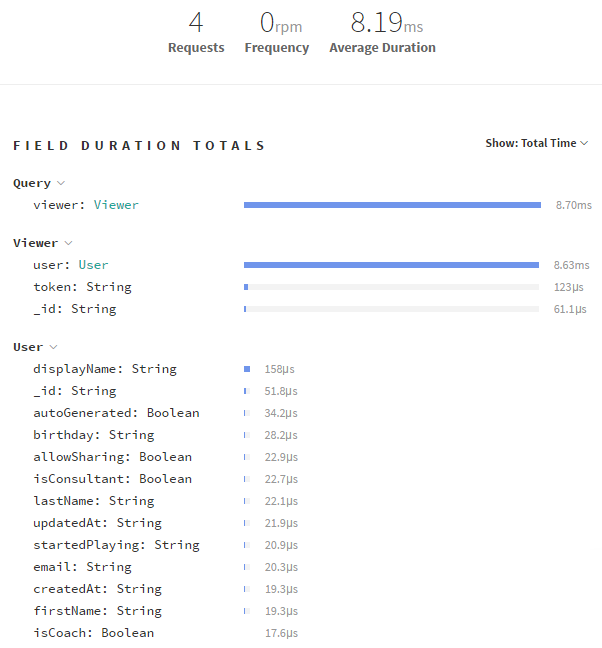 4 0rpm 8.19ms
Requests Frequency Average Duration
FIELD DURATION TOTALS Show: Total Time
Query
viewer: Viewer 8.70ms
Viewer
user: User 8.63ms
token: String 123µs
_id: String 61.1µs
User
displayName: String 158µs
_id: String 51.8µs
autoGenerated: Boolean 34.2µs
birthday: String 28.2µs
allowSharing: Boolean 22.9µs
isConsultant: Boolean 22.7µs
lastName: String 22.1µs
updatedAt: String 21.9µs
startedPlaying: String 20.9µs
email: String 20.3µs
createdAt: String 19.3µs
firstName: String 19.3µs
isCoach: Boolean 17.6µs